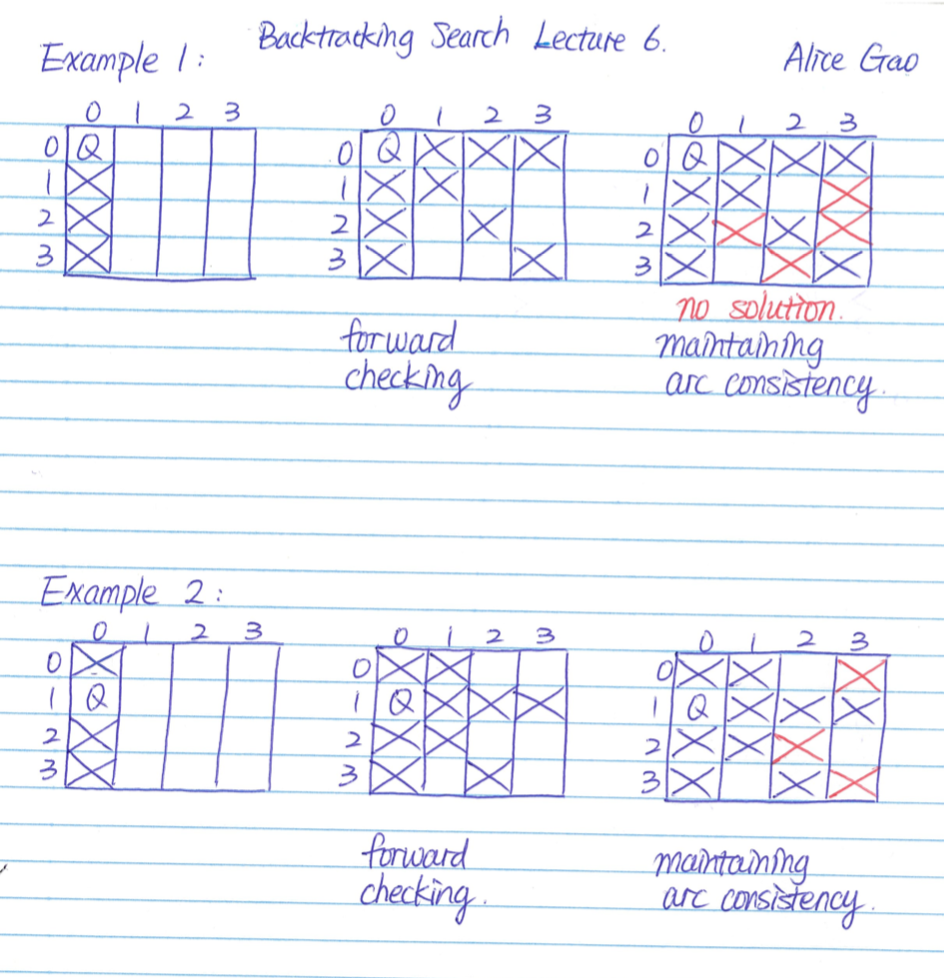 Backtracking Search Lecture 6.
Example 1:
Alice Gao
0 1 2 3
0 Q
1 X
2 X
3 X
0 1 2 3
0 Q X X X
1 X X
2 X X
3 X X
forward
checking
0 1 2 3
0 Q X X X
1 X X X
2 X X X X
3 X X X
no solution.
maintaining
arc consistency.
Example 2:
0 1 2 3
0 X
1 Q
2 X
3 X
0 1 2 3
0 X X
1 Q X X X
2 X X
3 X X
forward
checking.
0 1 2 3
0 X X X
1 Q X X X
2 X X X
3 X X X
maintaining
arc consistency.